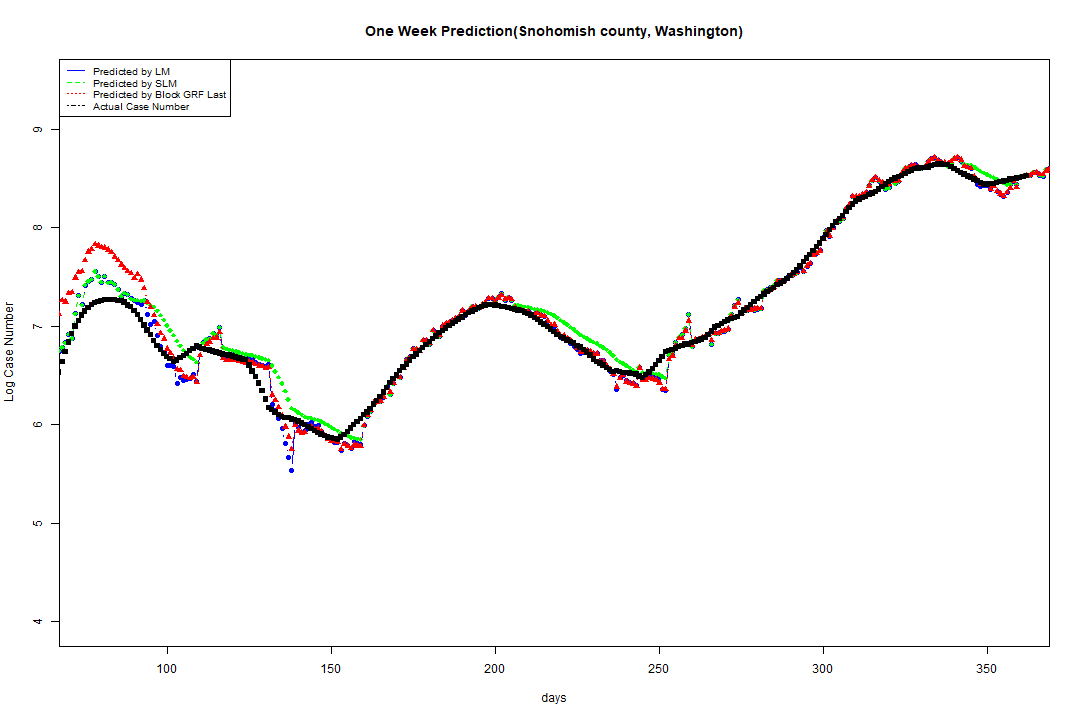 One Week Prediction(Snohomish county, Washington)
Predicted by LM
Predicted by SLM
Predicted by Block GRF Last
Actual Case Number
Log Case Number
9
8
7
6
5
4
100 150 200 250 300 350
days